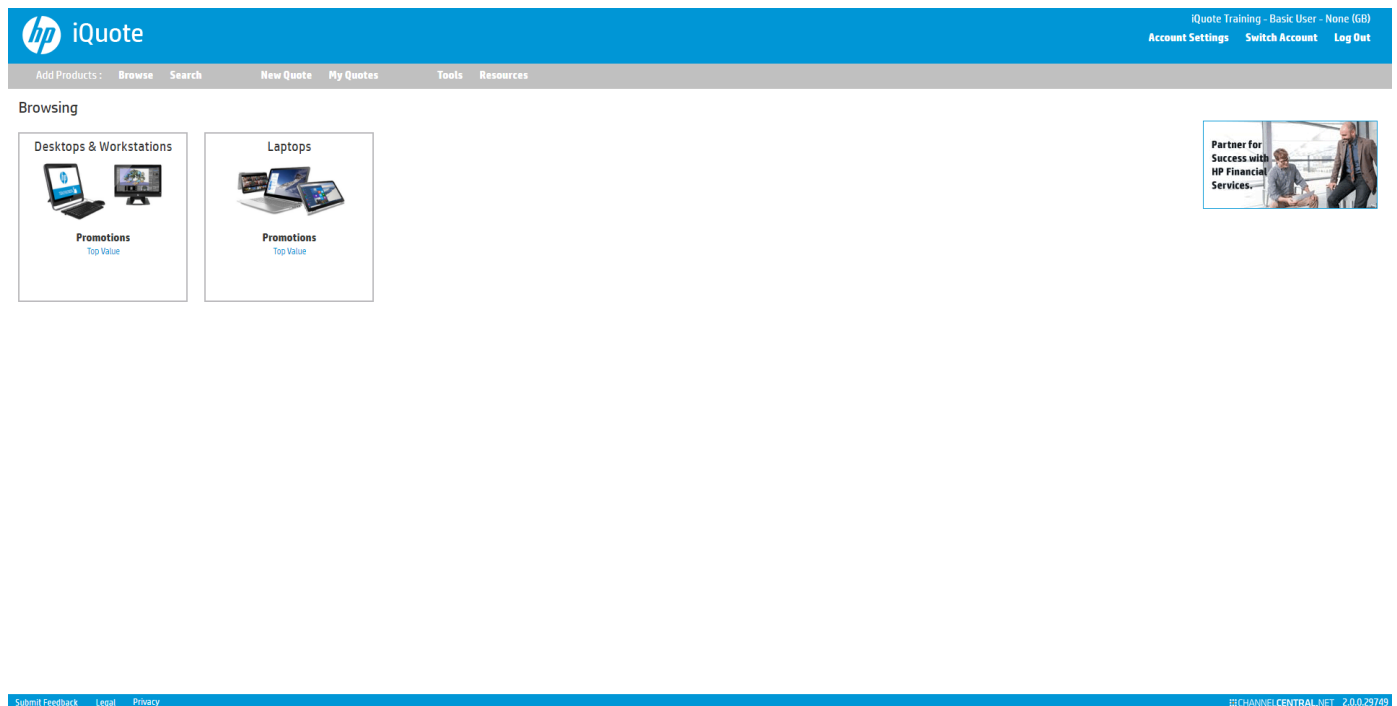 hp
iQuote
iQuote Training - Basic User - None (GB)
Account Settings Switch Account Log Out
Add Products : Browse Search New Quote My Quotes Tools Resources
Browsing
Desktops & Workstations
Promotions
Top Value
Laptops
Promotions
Top Value
Partner for
Success with
HP Financial
Services.
Submit Feedback Legal Privacy
CHANNELCENTRAL.NET 2.0.0.29749